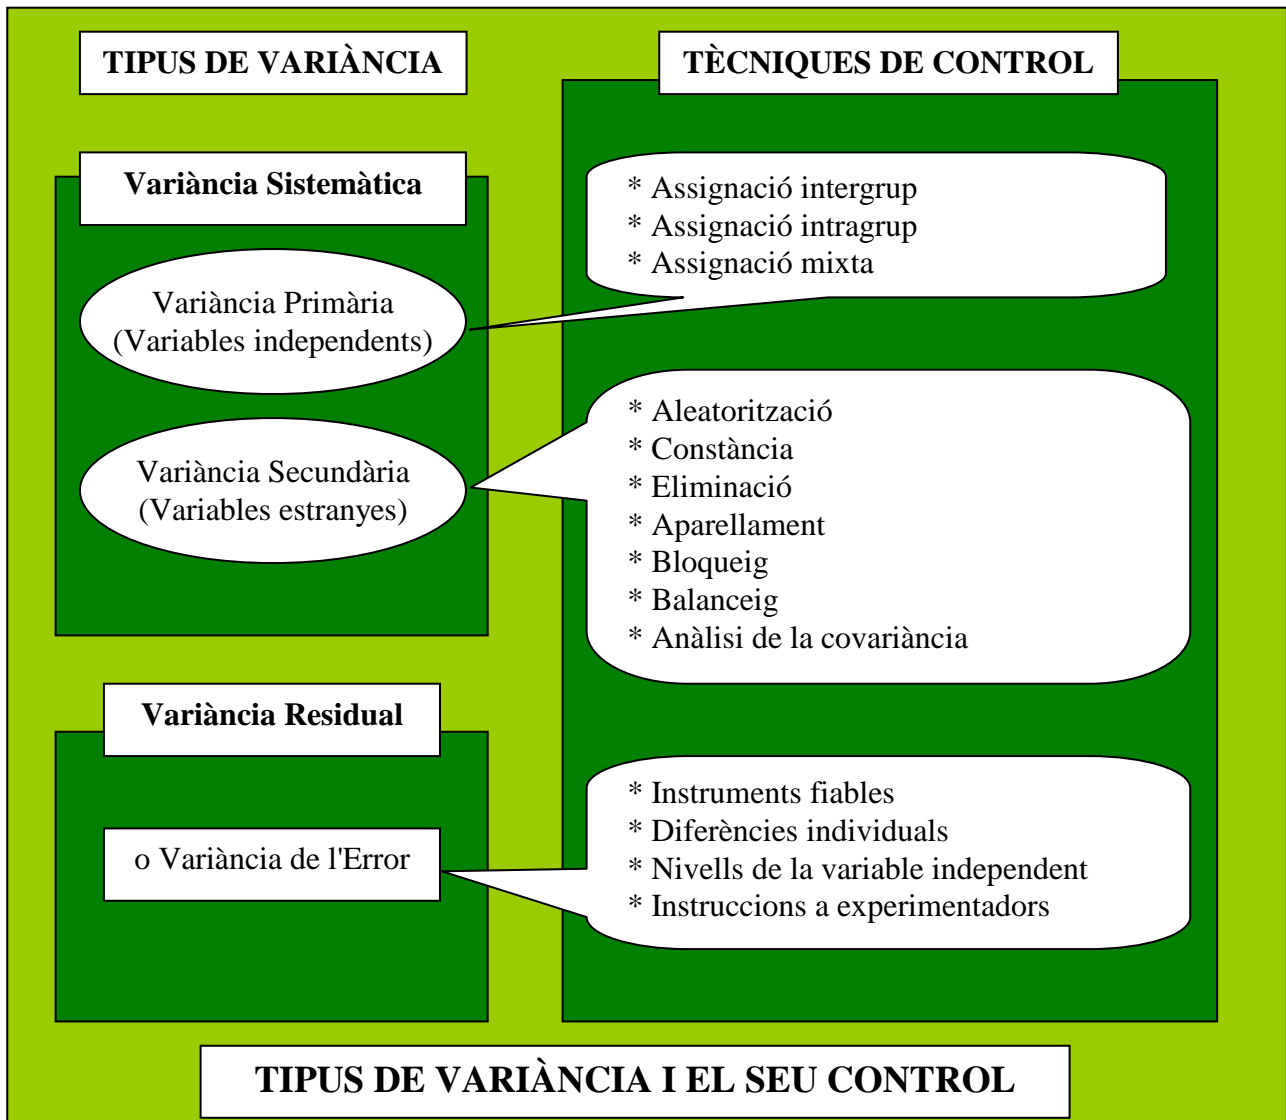 TIPUS DE VARIÀNCIA
TÈCNIQUES DE CONTROL
Variància Sistemàtica
Variància Primària
(Variables independents)
* Assignació intergrup
* Assignació intragrup
* Assignació mixta
Variància Secundària
(Variables estranyes)
* Aleatorització
* Constància
* Eliminació
* Aparellament
* Bloqueig
* Balanceig
* Anàlisi de la covariància
Variància Residual
o Variància de l'Error
* Instruments fiables
* Diferències individuals
* Nivells de la variable independent
* Instruccions a experimentadors
TIPUS DE VARIÀNCIA I EL SEU CONTROL